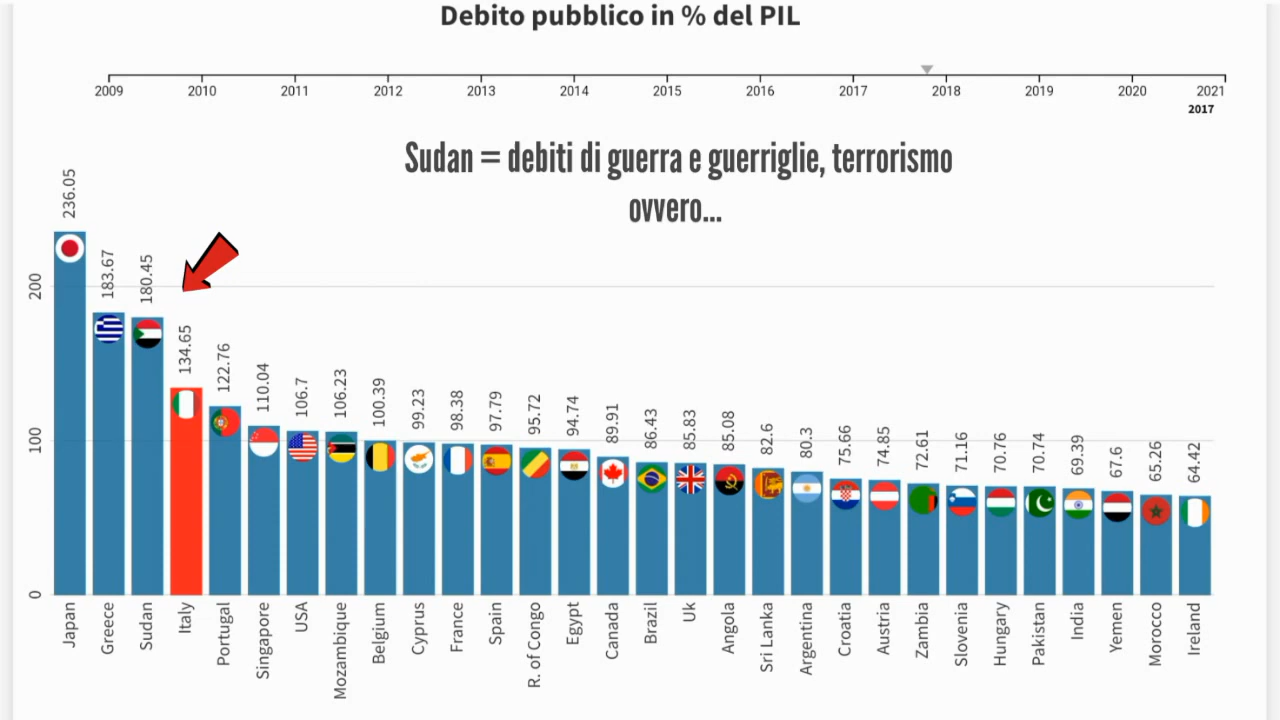 Debito pubblico in % del PIL
2009 2010 2011 2012 2013 2014 2015 2016 2017 2018 2019 2020 2021
2017
Sudan = debiti di guerra e guerriglie, terrorismo
ovvero...
236.05 183.67 180.45 134.65 122.76 110.04 106.7 106.23 100.39 99.23 98.38 97.79 95.72 94.74 89.91 86.43 85.83 85.08 82.6 80.3 75.66 74.85 72.61 71.16 70.76 70.74 69.39 67.6 65.26 64.42
200
100
0
Japan Greece Sudan Italy Portugal Singapore USA Mozambique Belgium Cyprus France Spain R. of Congo Egypt Canada Brazil Uk Angola Sri Lanka Argentina Croatia Austria Zambia Slovenia Hungary Pakistan India Yemen Morocco Ireland